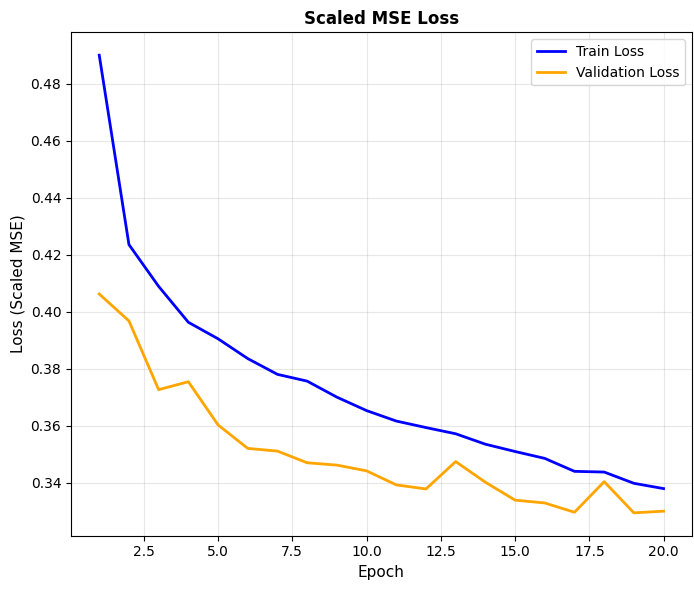 Scaled MSE Loss
Train Loss
Validation Loss
Loss (Scaled MSE)
0.48
0.46
0.44
0.42
0.40
0.38
0.36
0.34
2.5 5.0 7.5 10.0 12.5 15.0 17.5 20.0
Epoch